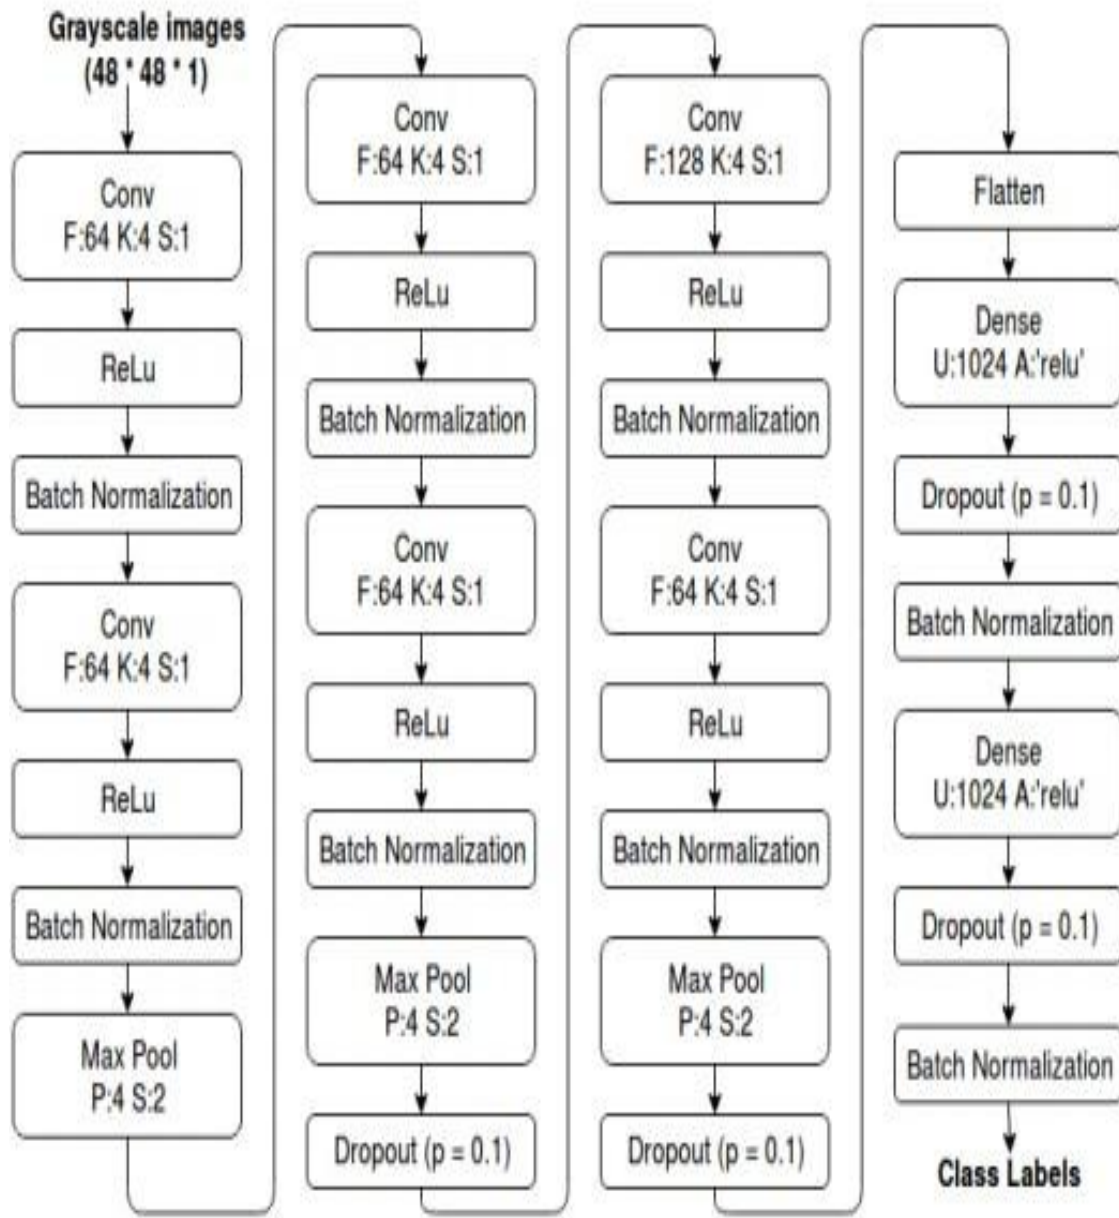 Grayscale images
(48 * 48 * 1)
Conv
F:64 K:4 S:1
ReLu
Batch Normalization
Conv
F:64 K:4 S:1
ReLu
Batch Normalization
Max Pool
P:4 S:2
Conv
F:64 K:4 S:1
ReLu
Batch Normalization
Conv
F:64 K:4 S:1
ReLu
Batch Normalization
Max Pool
P:4 S:2
Dropout (p = 0.1)
Conv
F:128 K:4 S:1
ReLu
Batch Normalization
Conv
F:64 K:4 S:1
ReLu
Batch Normalization
Max Pool
P:4 S:2
Dropout (p = 0.1)
Flatten
Dense
U:1024 A:'relu'
Dropout (p = 0.1)
Batch Normalization
Dense
U:1024 A:'relu'
Dropout (p = 0.1)
Batch Normalization
Class Labels